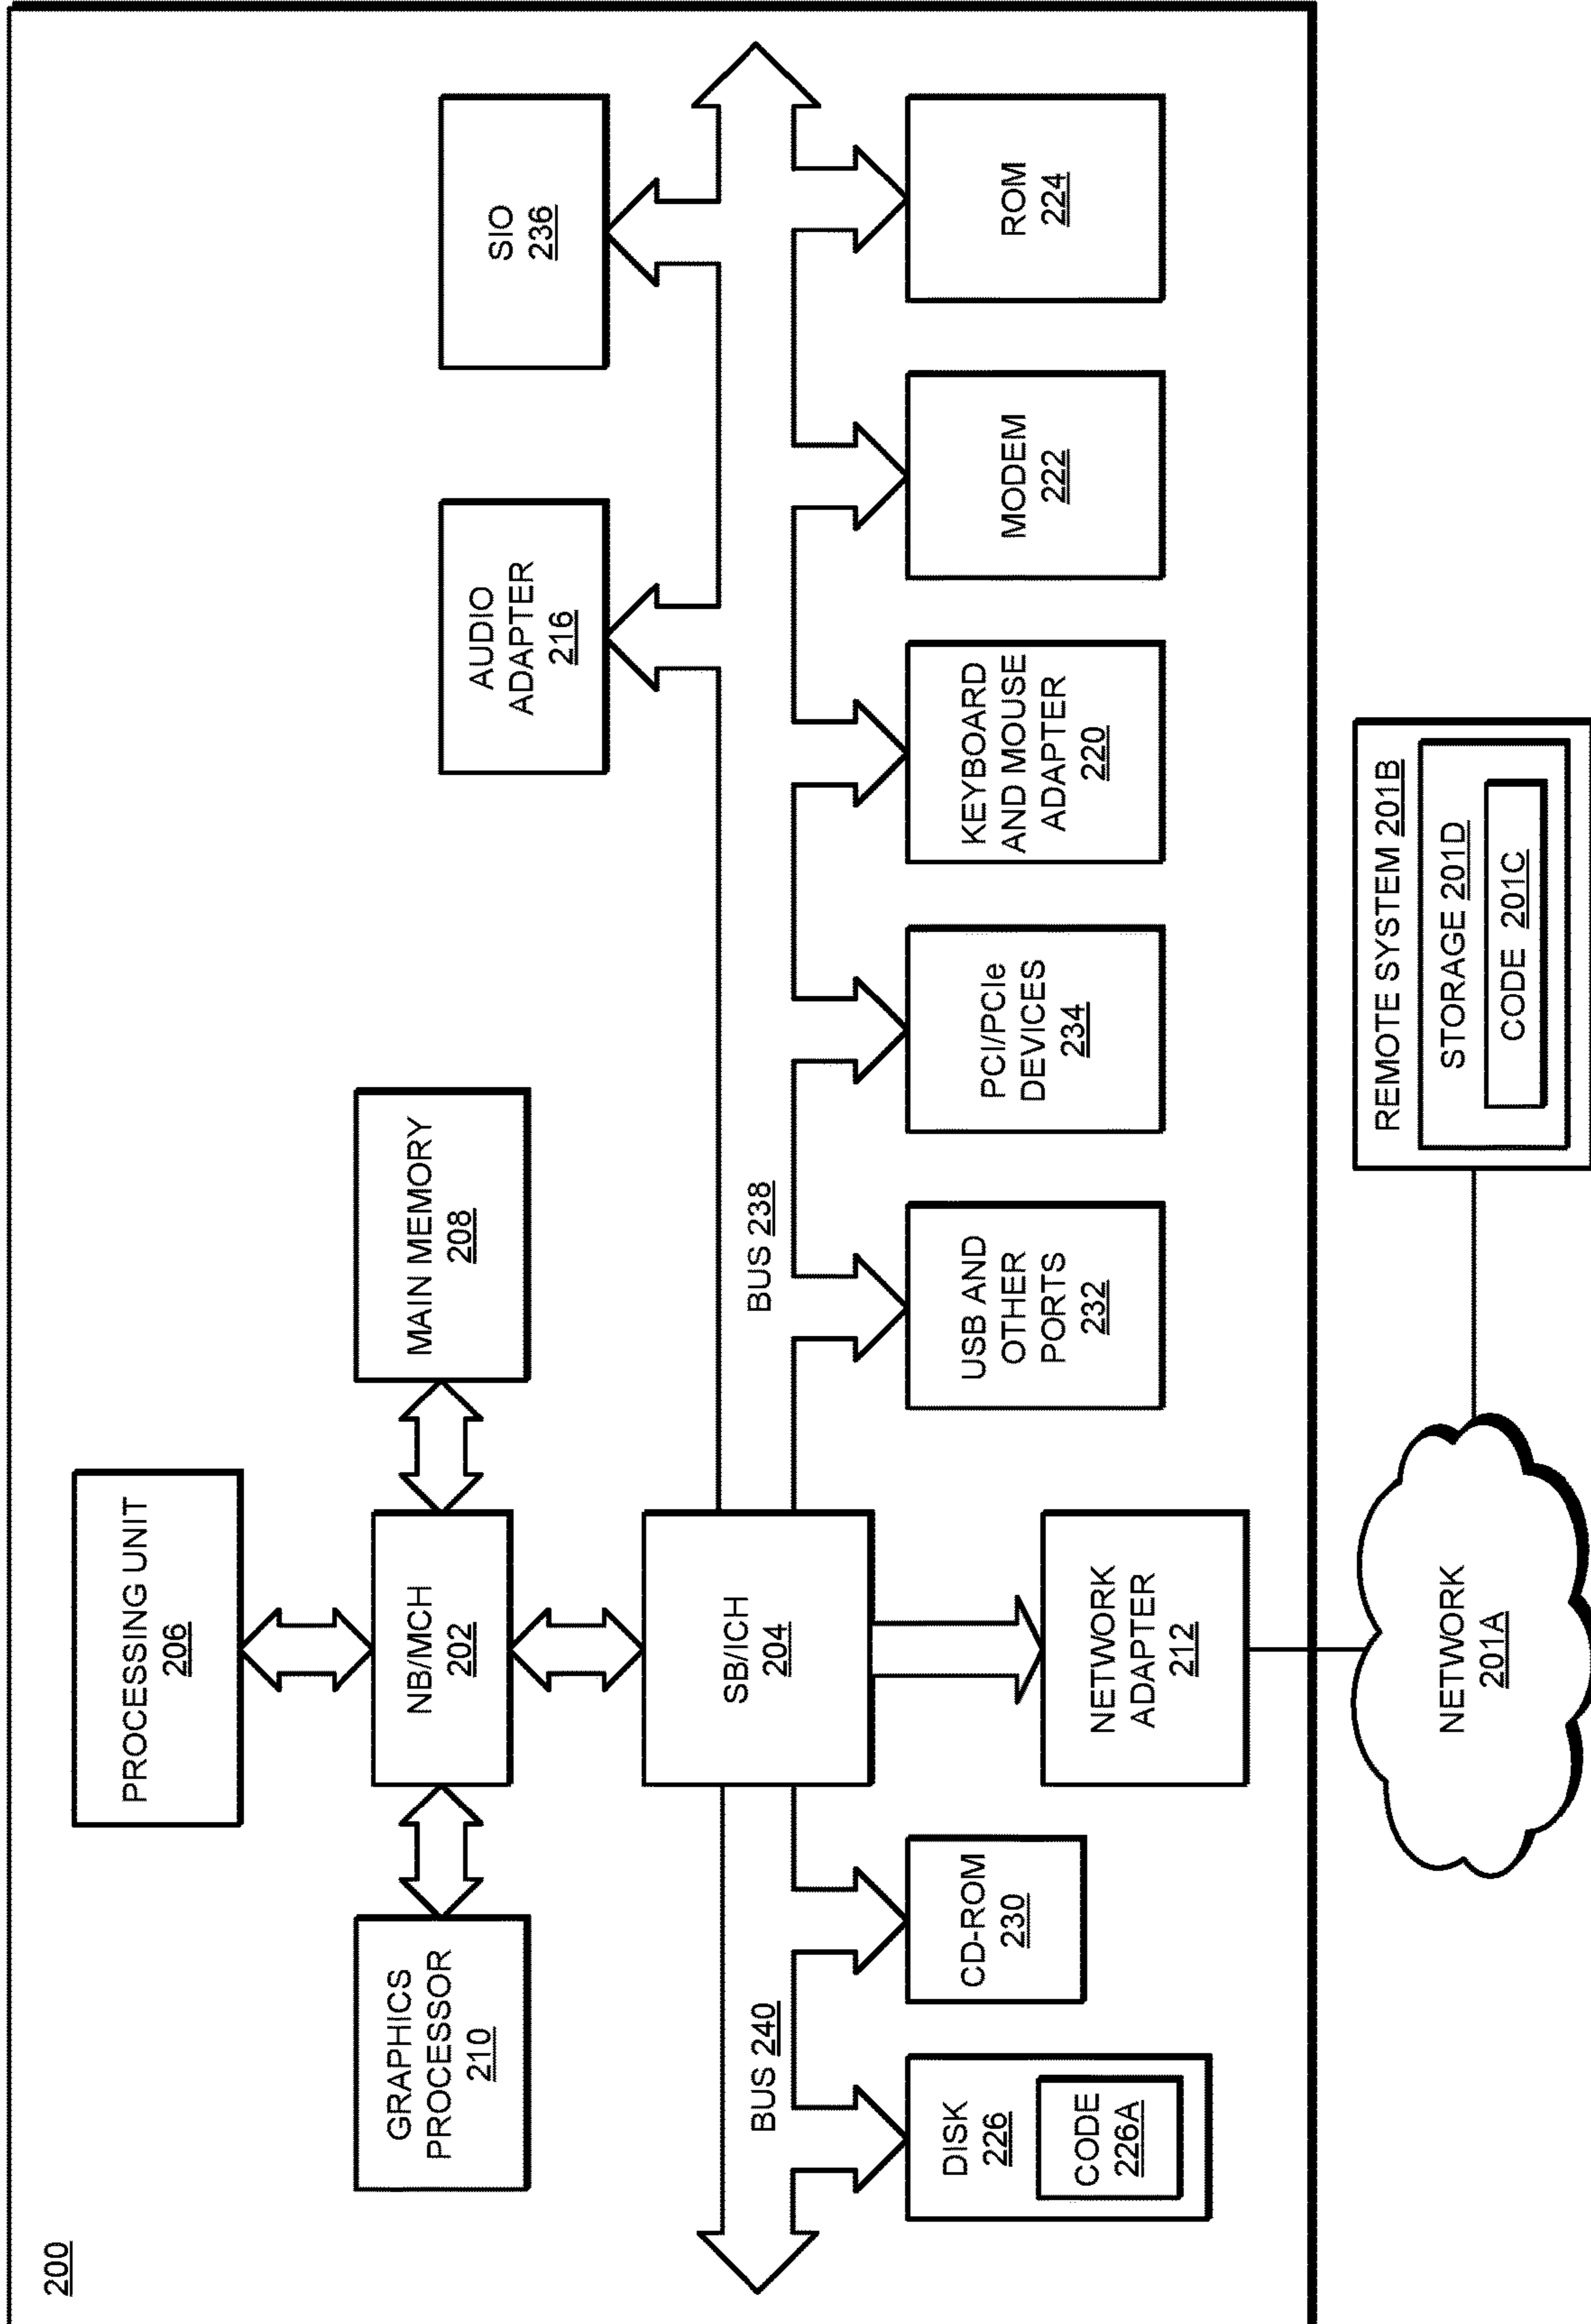 200
PROCESSING UNIT
206
GRAPHICS
PROCESSOR
210
NB/MCH
202
MAIN MEMORY
208
AUDIO
ADAPTER
216
SIO
236
SB/ICH
204
BUS 240
BUS 238
DISK
226
CODE
226A
CD-ROM
230
NETWORK
ADAPTER
212
USB AND
OTHER
PORTS
232
PCI/PCIe
DEVICES
234
KEYBOARD
AND MOUSE
ADAPTER
220
MODEM
222
ROM
224
NETWORK
201A
REMOTE SYSTEM 201B
STORAGE 201D
CODE 201C